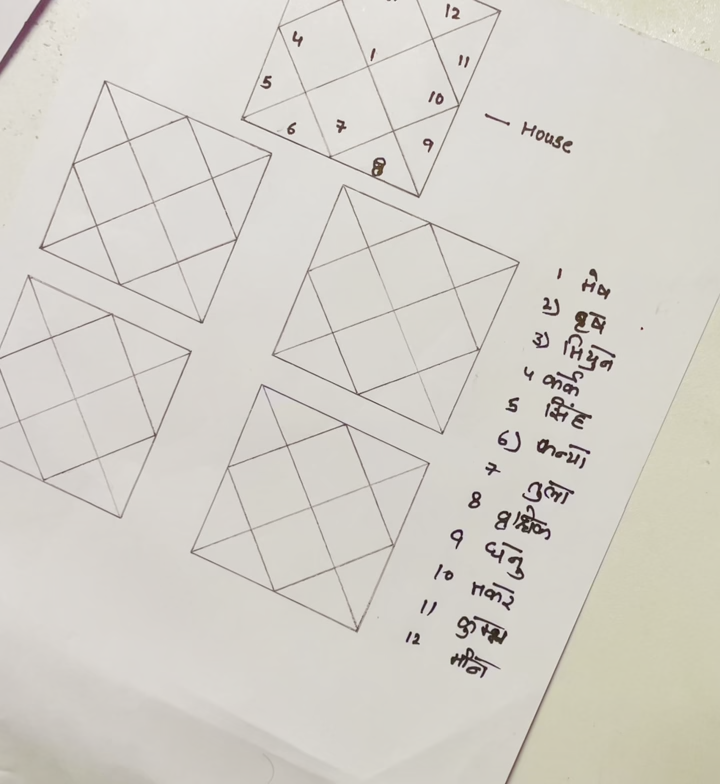 12
4
1
11
5
10
6
7
9
8
— House
1 मेष
2) वृष
3) मिथुन
4 कर्क
5 सिंह
6) कन्या
7 तुला
8 वृश्चिक
9 धनु
10 मकर
11 कुम्भ
12 मीन